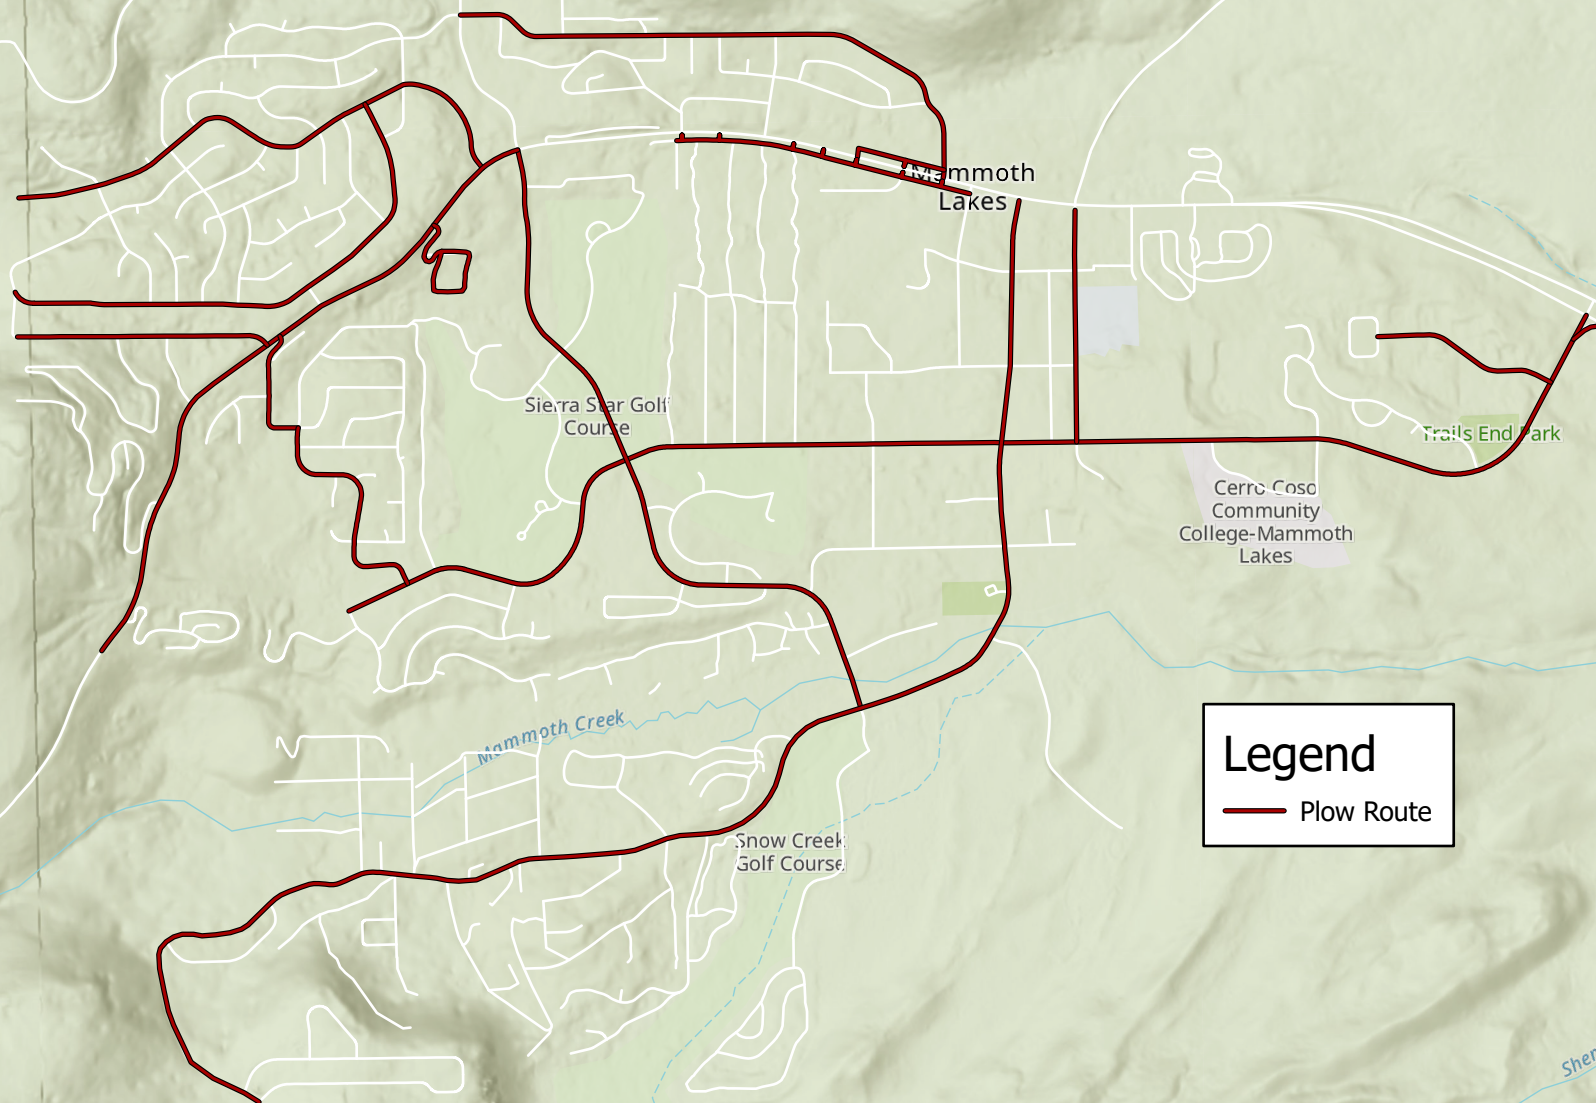 Mammoth
Lakes
Sierra Star Golf
Course
Trails End Park
Cerro Coso
Community
College-Mammoth
Lakes
Mammoth Creek
Legend
Plow Route
Snow Creek
Golf Course
Sher